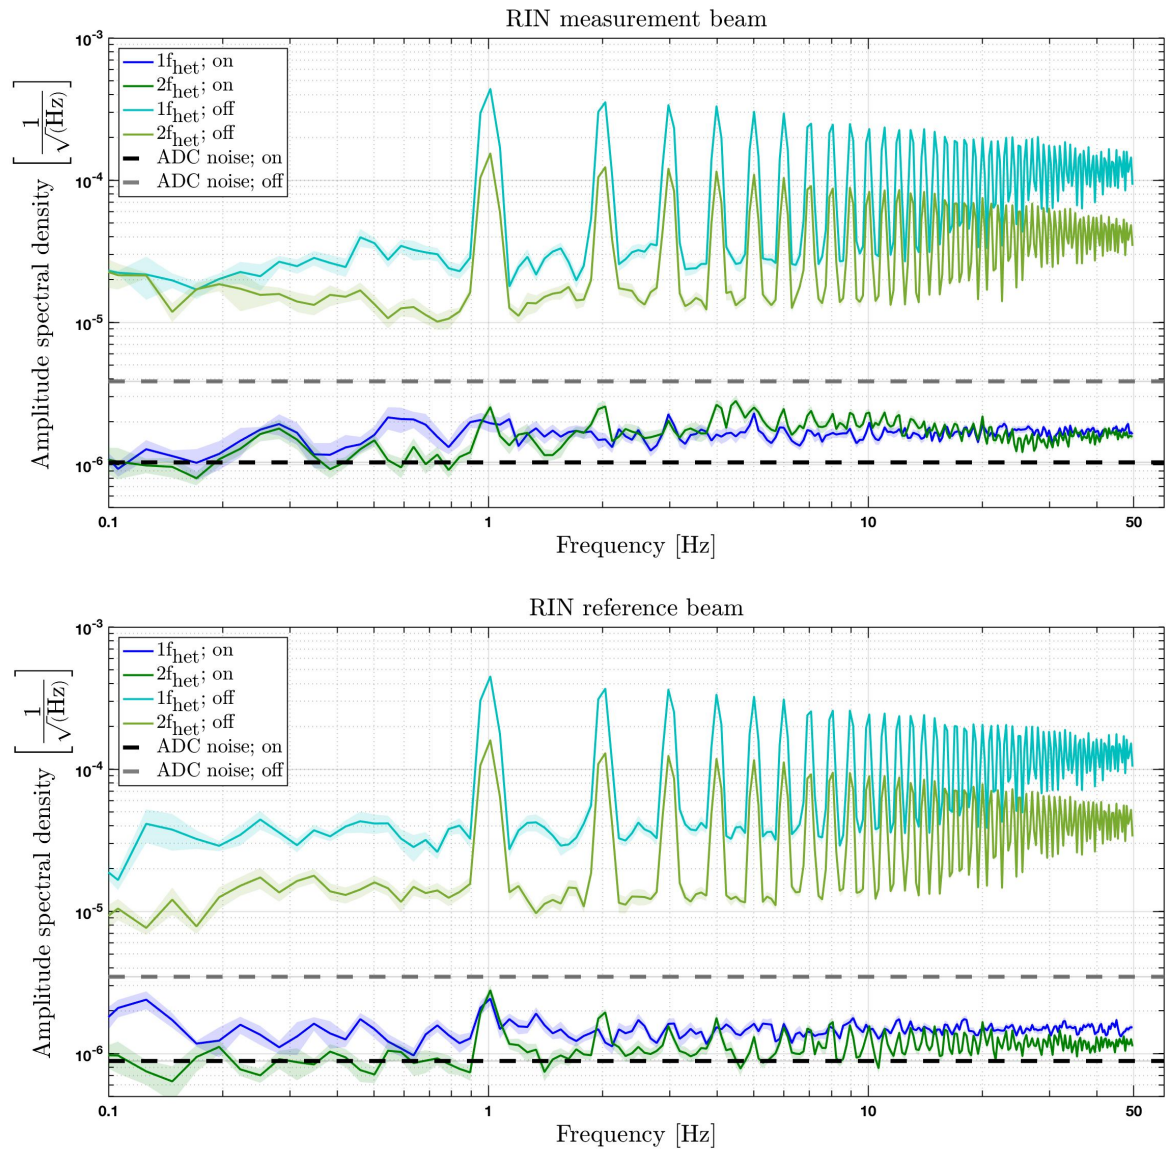 RIN measurement beam
Amplitude spectral density [1/√(Hz)]
10^-3
10^-4
10^-5
10^-6
1f_het; on
2f_het; on
1f_het; off
2f_het; off
ADC noise; on
ADC noise; off
0.1 1 10 50
Frequency [Hz]
RIN reference beam
Amplitude spectral density [1/√(Hz)]
10^-3
10^-4
10^-5
10^-6
1f_het; on
2f_het; on
1f_het; off
2f_het; off
ADC noise; on
ADC noise; off
0.1 1 10 50
Frequency [Hz]